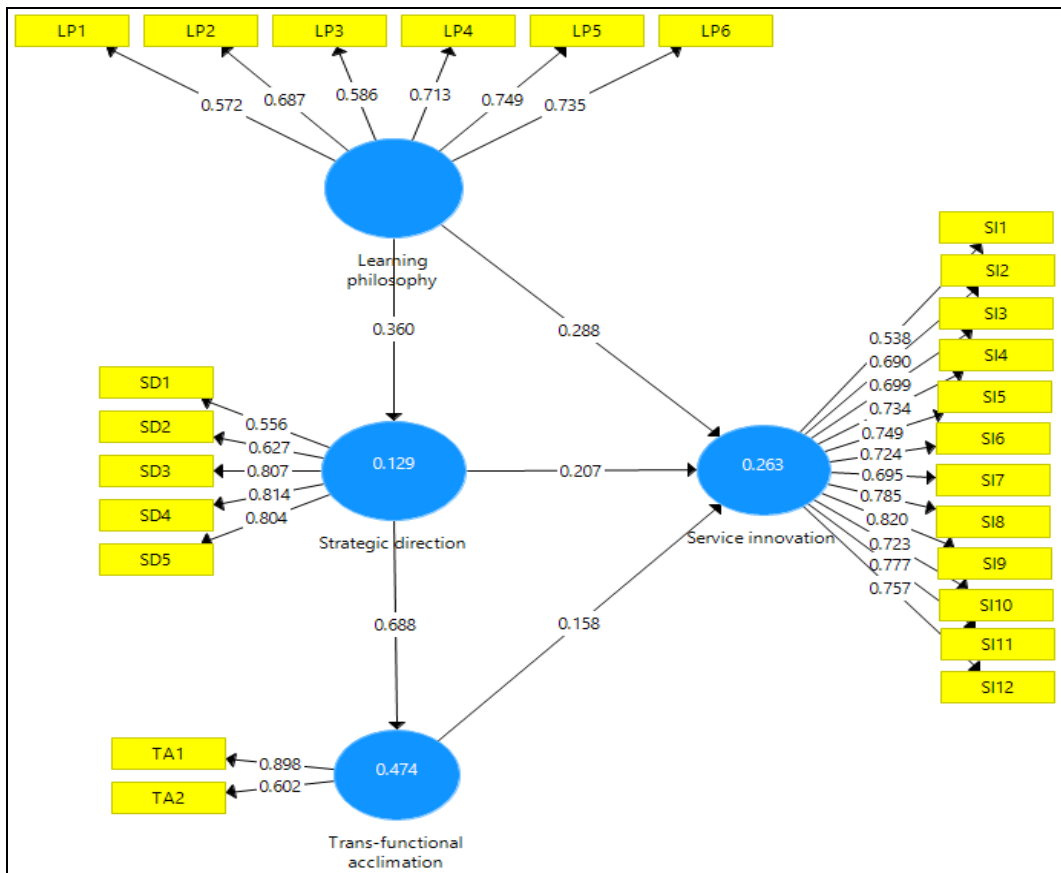 LP1
LP2
LP3
LP4
LP5
LP6
0.572
0.687
0.586
0.713
0.749
0.735
Learning
philosophy
0.360
0.288
SD1
SD2
SD3
SD4
SD5
0.556
0.627
0.807
0.814
0.804
0.129
Strategic direction
0.207
0.263
Service innovation
0.538
0.690
0.699
0.734
0.749
0.724
0.695
0.785
0.820
0.723
0.777
0.757
SI1
SI2
SI3
SI4
SI5
SI6
SI7
SI8
SI9
SI10
SI11
SI12
0.688
0.158
TA1
TA2
0.898
0.602
0.474
Trans-functional
acclimation